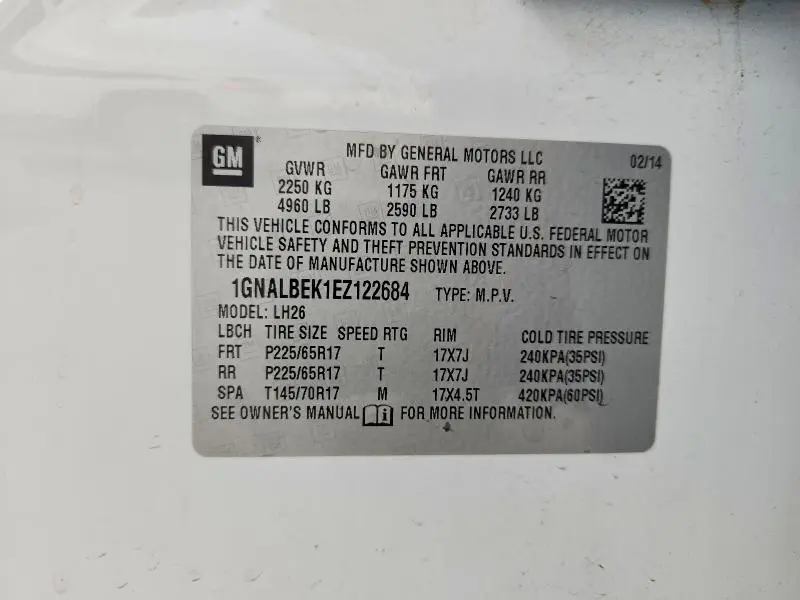 GM
MFD BY GENERAL MOTORS LLC 02/14
GVWR GAWR FRT GAWR RR
2250 KG 1175 KG 1240 KG
4960 LB 2590 LB 2733 LB
THIS VEHICLE CONFORMS TO ALL APPLICABLE U.S. FEDERAL MOTOR
VEHICLE SAFETY AND THEFT PREVENTION STANDARDS IN EFFECT ON
THE DATE OF MANUFACTURE SHOWN ABOVE.
1GNALBEK1EZ122684 TYPE: M.P.V.
MODEL: LH26
LBCH TIRE SIZE SPEED RTG RIM COLD TIRE PRESSURE
FRT P225/65R17 T 17X7J 240KPA(35PSI)
RR P225/65R17 T 17X7J 240KPA(35PSI)
SPA T145/70R17 M 17X4.5T 420KPA(60PSI)
SEE OWNER'S MANUAL FOR MORE INFORMATION.